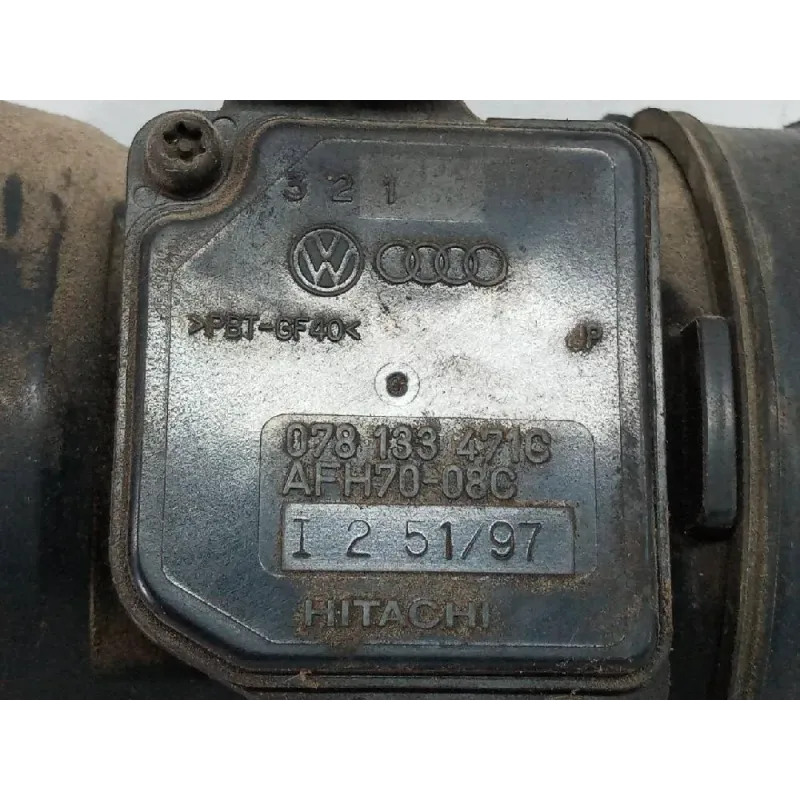 3 2 1
>PBT-GF40<
JP
078 133 471C
AFH70-08C
I 2 51/97
HITACHI